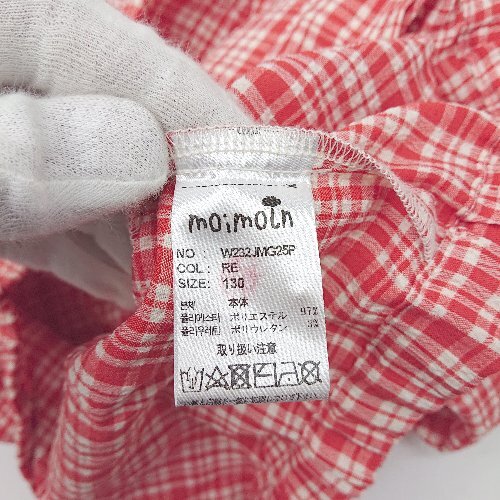 moimoln
NO : W232JMG25P
COL : RE
SIZE: 130
본체 本体
폴리에스터 ポリエステル 97%
폴리우레탄 ポリウレタン 3%
取り扱い注意